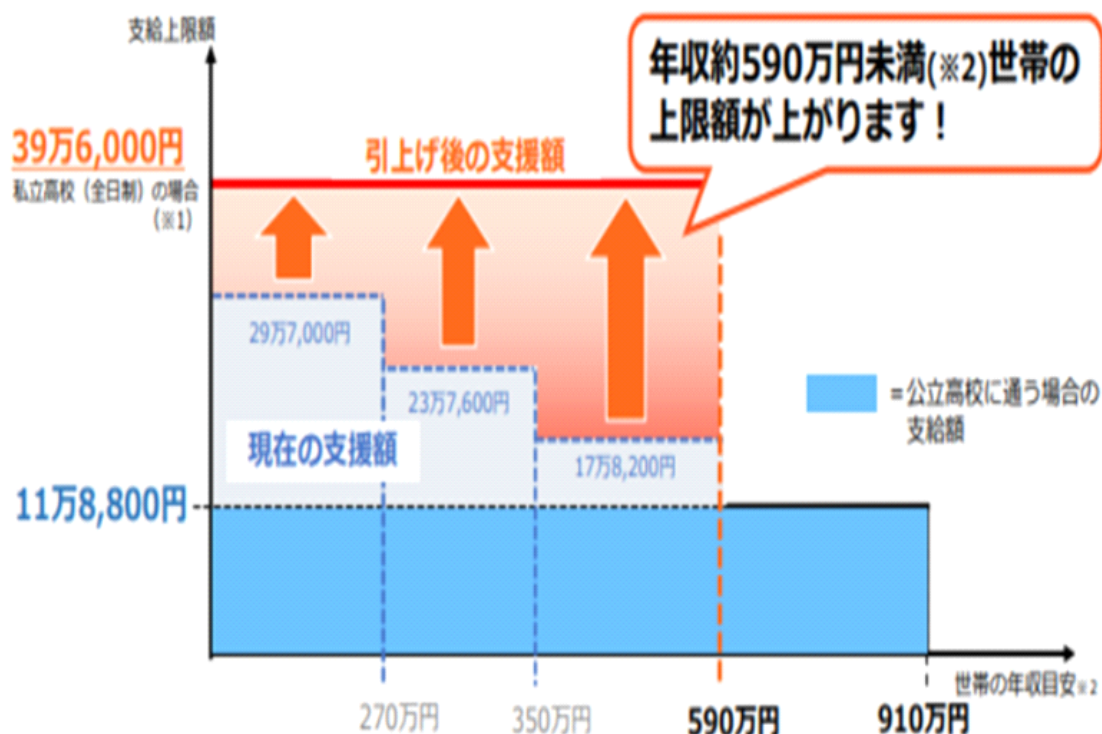 支給上限額
年収約590万円未満(※2)世帯の
上限額が上がります！
39万6,000円
私立高校（全日制）の場合
（※1）
引上げ後の支援額
29万7,000円
23万7,600円
現在の支援額
17万8,200円
=公立高校に通う場合の
支給額
11万8,800円
世帯の年収目安※2
270万円
350万円
590万円
910万円